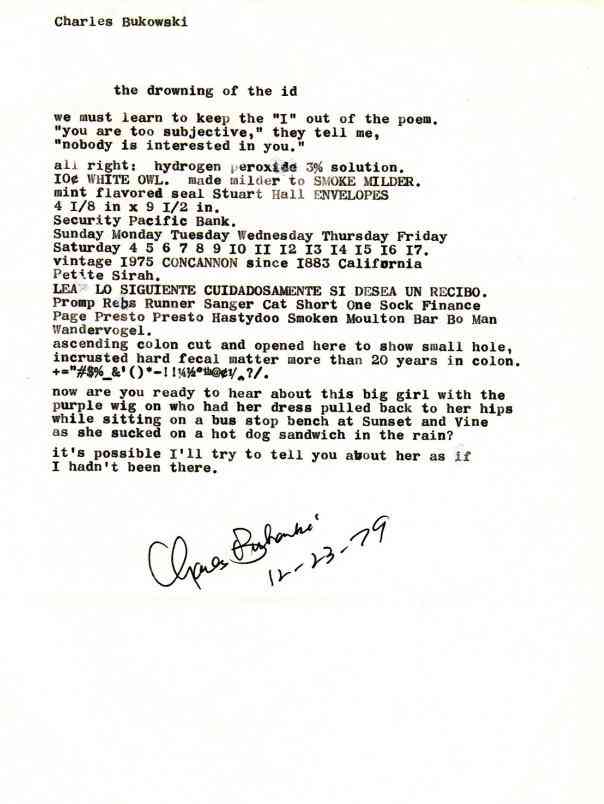 Charles Bukowski
the drowning of the id
we must learn to keep the "I" out of the poem.
"you are too subjective," they tell me,
"nobody is interested in you."
all right: hydrogen peroxide 3% solution.
IO¢ WHITE OWL. made milder to SMOKE MILDER.
mint flavored seal Stuart Hall ENVELOPES
4 I/8 in x 9 I/2 in.
Security Pacific Bank.
Sunday Monday Tuesday Wednesday Thursday Friday
Saturday 4 5 6 7 8 9 IO II I2 I3 I4 I5 I6 I7.
vintage I975 CONCANNON since I883 California
Petite Sirah.
LEA LO SIGUIENTE CUIDADOSAMENTE SI DESEA UN RECIBO.
Promp Rebs Runner Sanger Cat Short One Sock Finance
Page Presto Presto Hastydoo Smoken Moulton Bar Bo Man
Wandervogel.
ascending colon cut and opened here to show small hole,
incrusted hard fecal matter more than 20 years in colon.
+="#$%_&'()*-!
now are you ready to hear about this big girl with the
purple wig on who had her dress pulled back to her hips
while sitting on a bus stop bench at Sunset and Vine
as she sucked on a hot dog sandwich in the rain?
it's possible I'll try to tell you about her as if
I hadn't been there.
Charles Bukowski
12-23-79